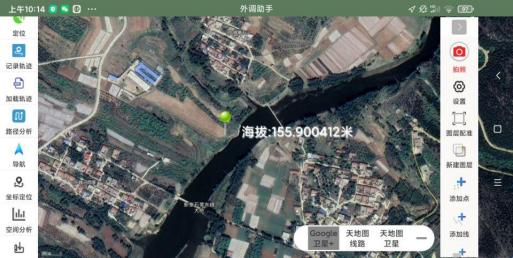 上午10:14
外调助手
97
定位
记录轨迹
加载轨迹
路径分析
导航
坐标定位
空间分析
海拔:155.900412米
Google
卫星+
天地图
线路
天地图
卫星
拍照
设置
图层配准
新建图层
添加点
添加线